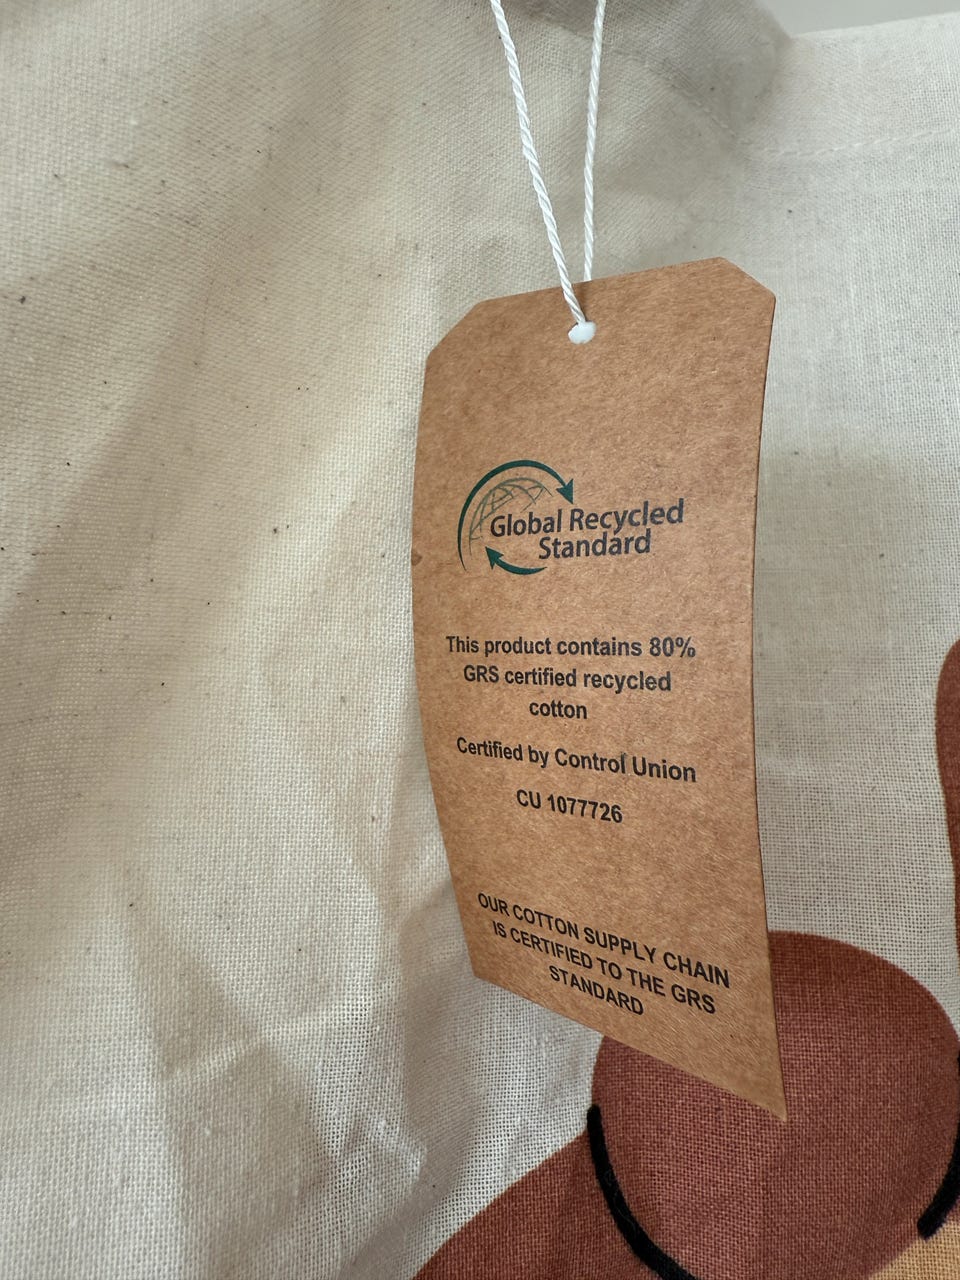 Global Recycled
Standard
This product contains 80%
GRS certified recycled
cotton
Certified by Control Union
CU 1077726
OUR COTTON SUPPLY CHAIN
IS CERTIFIED TO THE GRS
STANDARD